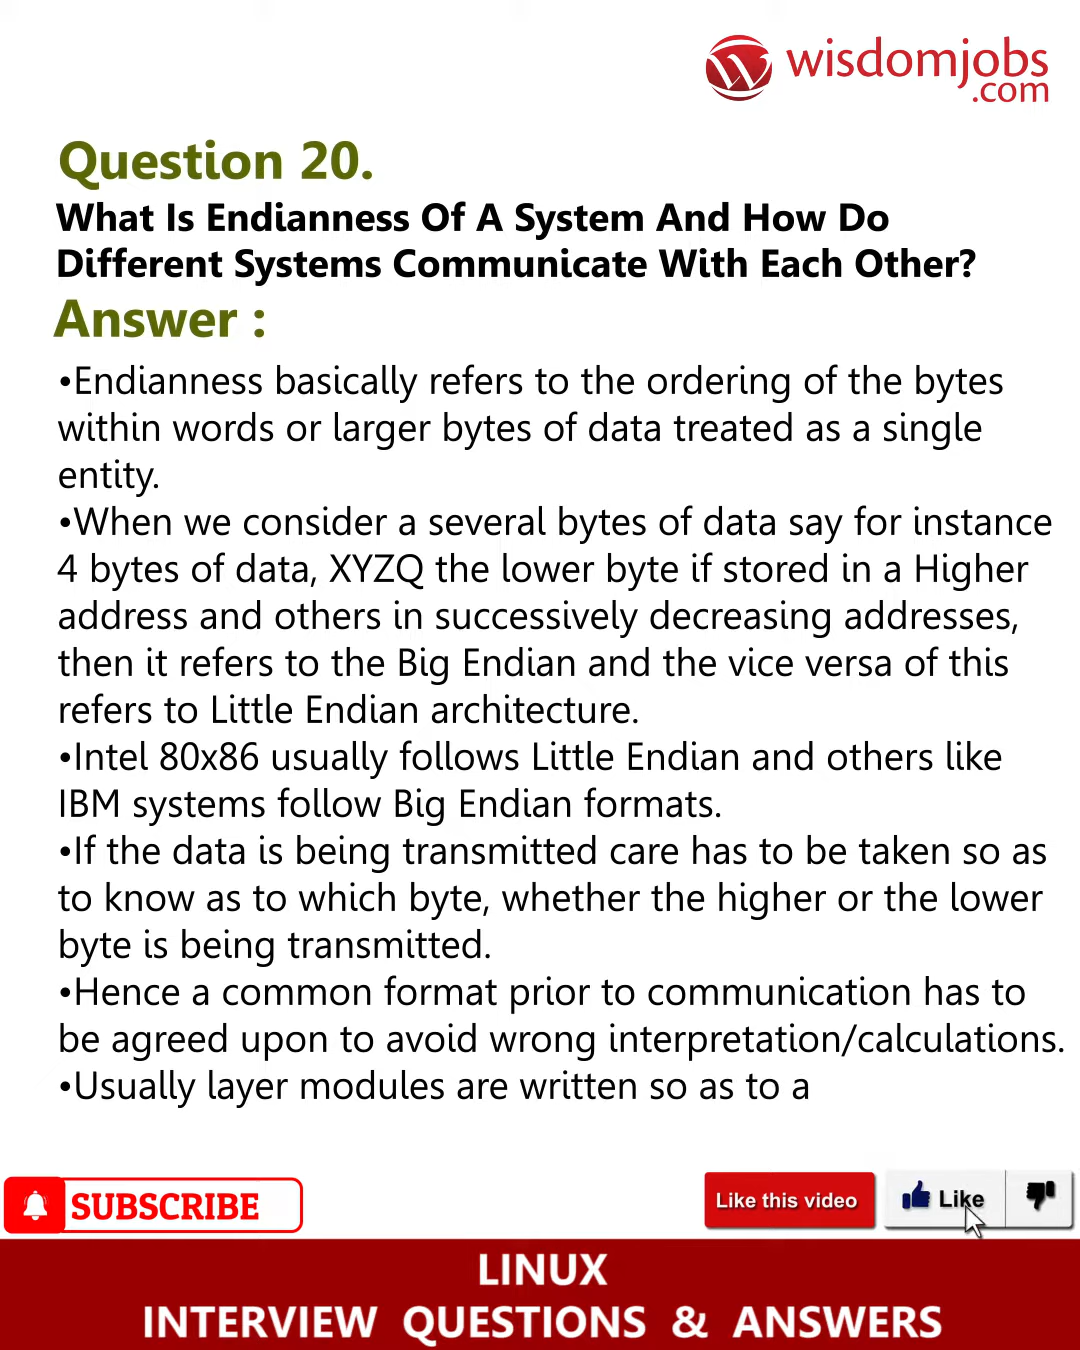 wisdomjobs
.com
Question 20.
What Is Endianness Of A System And How Do
Different Systems Communicate With Each Other?
Answer :
•Endianness basically refers to the ordering of the bytes
within words or larger bytes of data treated as a single
entity.
•When we consider a several bytes of data say for instance
4 bytes of data, XYZQ the lower byte if stored in a Higher
address and others in successively decreasing addresses,
then it refers to the Big Endian and the vice versa of this
refers to Little Endian architecture.
•Intel 80x86 usually follows Little Endian and others like
IBM systems follow Big Endian formats.
•If the data is being transmitted care has to be taken so as
to know as to which byte, whether the higher or the lower
byte is being transmitted.
•Hence a common format prior to communication has to
be agreed upon to avoid wrong interpretation/calculations.
•Usually layer modules are written so as to a
SUBSCRIBE
Like this video
Like
LINUX
INTERVIEW QUESTIONS & ANSWERS